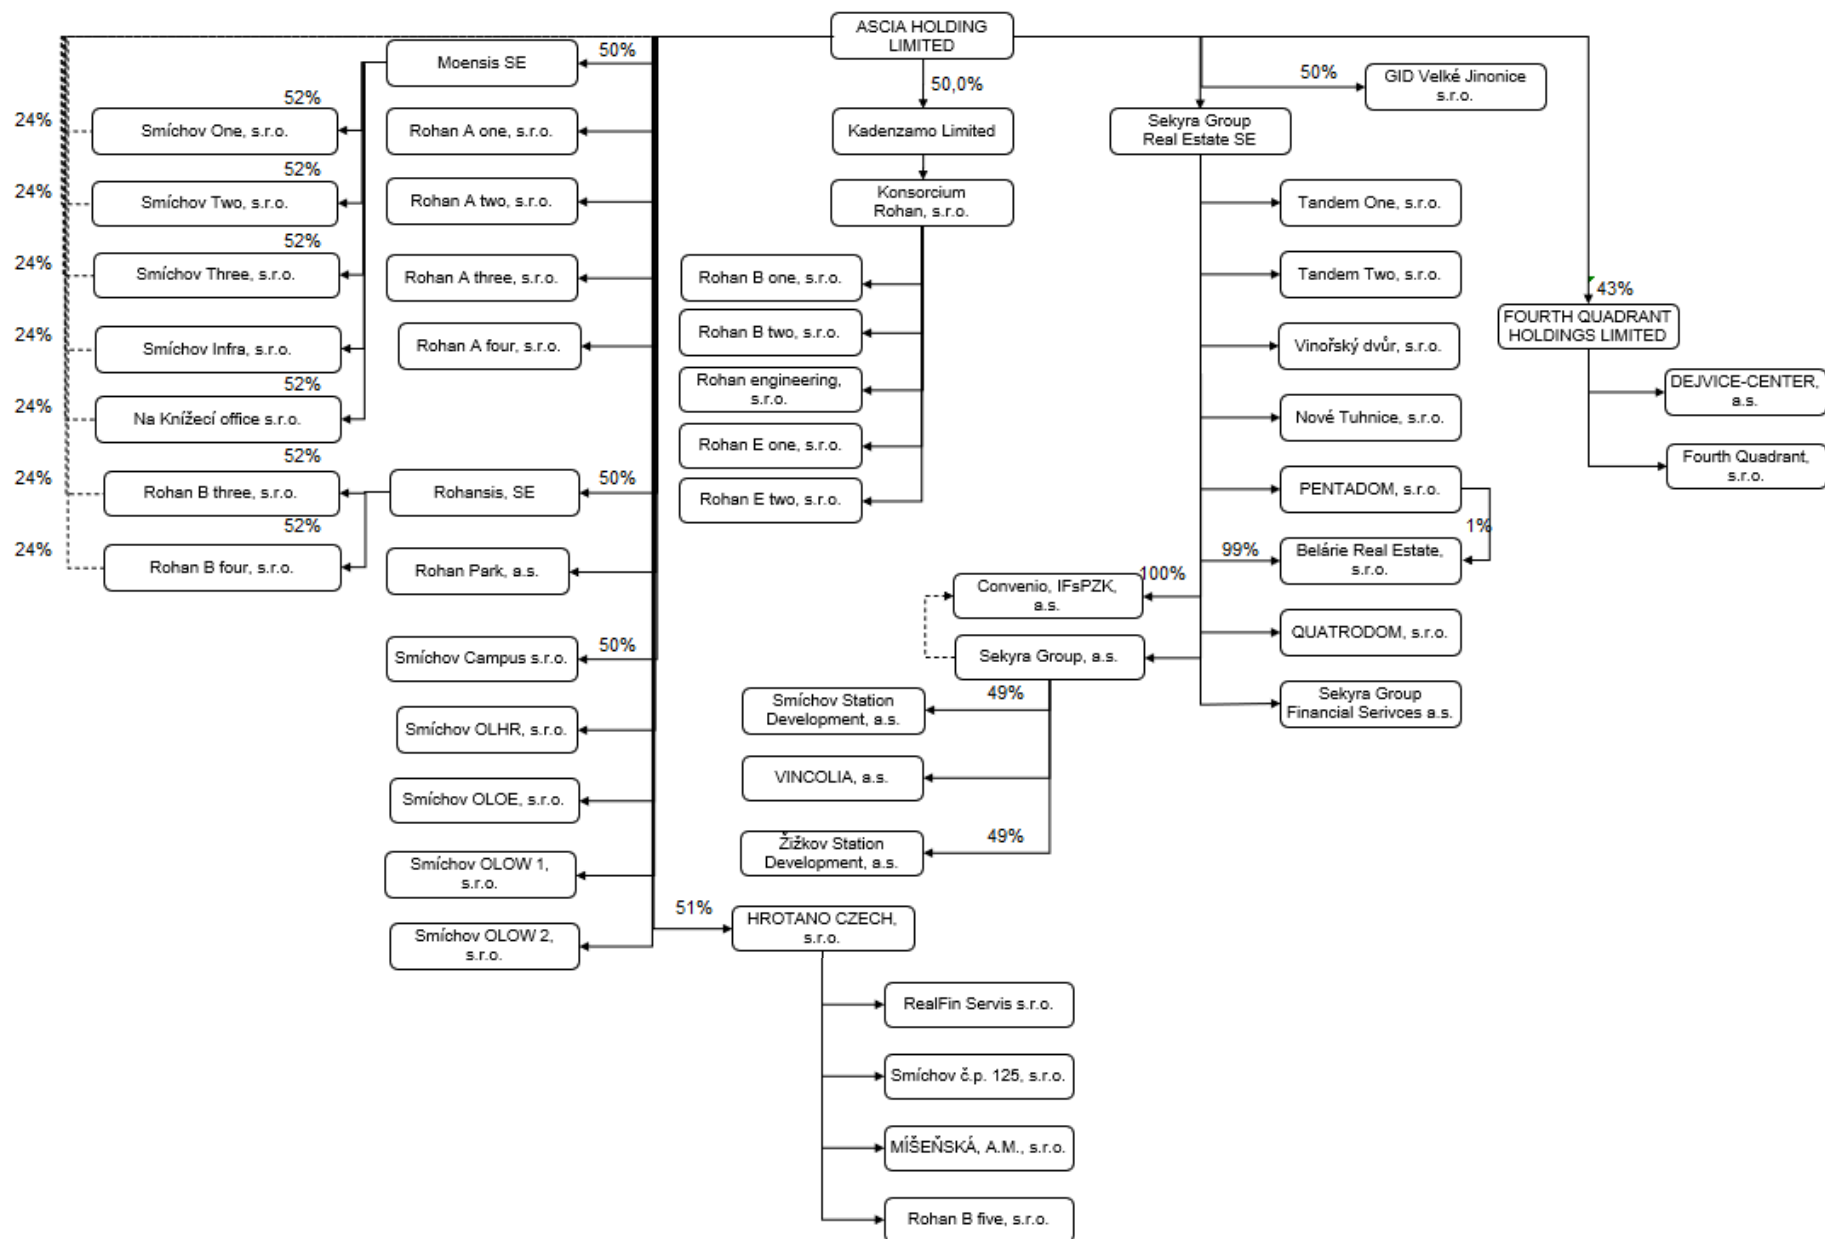 ASCIA HOLDING
LIMITED
Moensis SE
50%
50,0%
50%
GID Velké Jinonice
s.r.o.
52%
24%
Smíchov One, s.r.o.
Rohan A one, s.r.o.
Kadenzamo Limited
Sekyra Group
Real Estate SE
52%
24%
Smíchov Two, s.r.o.
Rohan A two, s.r.o.
Konsorcium
Rohan, s.r.o.
Tandem One, s.r.o.
52%
24%
Smíchov Three, s.r.o.
Rohan A three, s.r.o.
Rohan B one, s.r.o.
Tandem Two, s.r.o.
43%
FOURTH QUADRANT
HOLDINGS LIMITED
24%
Smíchov Infra, s.r.o.
Rohan A four, s.r.o.
Rohan B two, s.r.o.
Vinořský dvůr, s.r.o.
52%
Rohan engineering,
s.r.o.
DEJVICE-CENTER,
a.s.
24%
Na Knížecí office s.r.o.
Nové Tuhnice, s.r.o.
52%
Rohan E one, s.r.o.
Fourth Quadrant,
s.r.o.
24%
Rohan B three, s.r.o.
Rohansis, SE
50%
Rohan E two, s.r.o.
PENTADOM, s.r.o.
52%
1%
24%
Rohan B four, s.r.o.
Rohan Park, a.s.
99%
Belárie Real Estate,
s.r.o.
100%
Convenio, IFsPZK,
a.s.
Smíchov Campus s.r.o.
50%
Sekyra Group, a.s.
QUATRODOM, s.r.o.
Smíchov OLHR, s.r.o.
Smíchov Station
Development, a.s.
49%
Sekyra Group
Financial Serivces a.s.
Smíchov OLOE, s.r.o.
VINCOLIA, a.s.
Smíchov OLOW 1,
s.r.o.
Žižkov Station
Development, a.s.
49%
Smíchov OLOW 2,
s.r.o.
51%
HROTANO CZECH,
s.r.o.
RealFin Servis s.r.o.
Smíchov č.p. 125, s.r.o.
MÍŠEŇSKÁ, A.M., s.r.o.
Rohan B five, s.r.o.